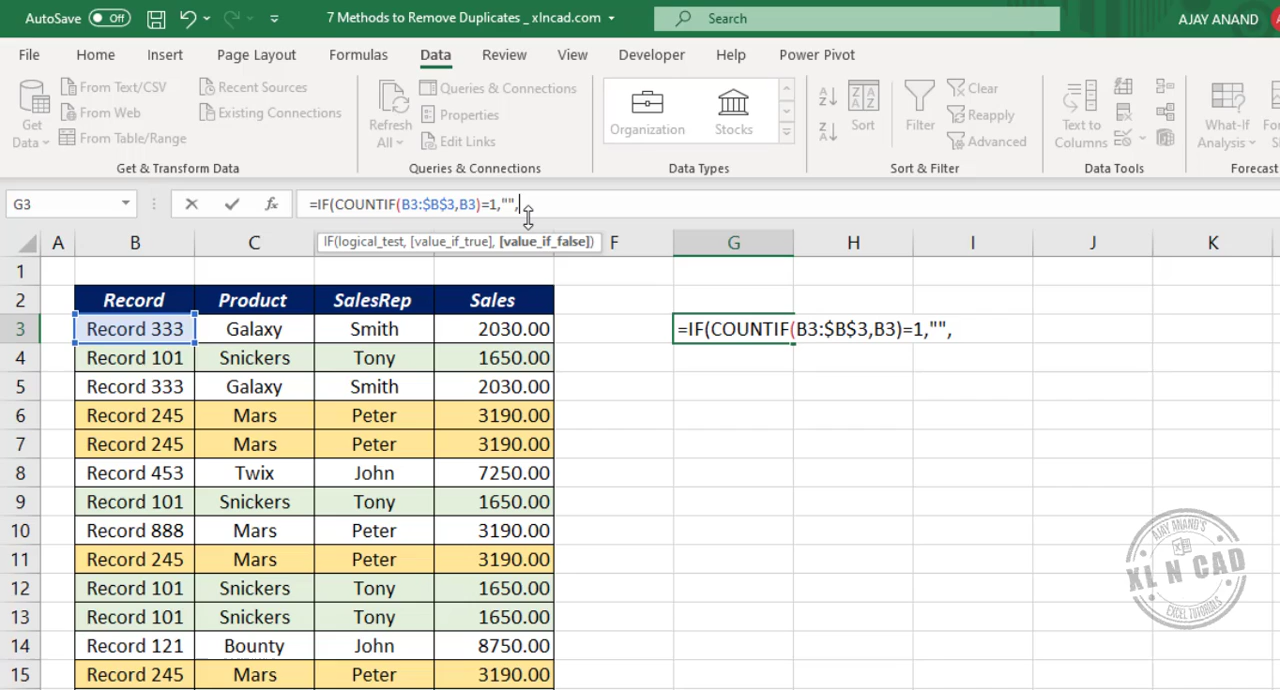 AutoSave Off 7 Methods to Remove Duplicates _ xlncad.com Search AJAY ANAND
File Home Insert Page Layout Formulas Data Review View Developer Help Power Pivot
Get Data
From Text/CSV
From Web
From Table/Range
Recent Sources
Existing Connections
Get & Transform Data
Refresh All
Queries & Connections
Properties
Edit Links
Queries & Connections
Organization Stocks
Data Types
Sort
Filter
Clear
Reapply
Advanced
Sort & Filter
Text to Columns
Data Tools
What-If Analysis
Forecast
G3 fx =IF(COUNTIF(B3:$B$3,B3)=1,"",
IF(logical_test, [value_if_true], [value_if_false])
A B C F G H I J K
1
2 Record Product SalesRep Sales
3 Record 333 Galaxy Smith 2030.00 =IF(COUNTIF(B3:$B$3,B3)=1,"",
4 Record 101 Snickers Tony 1650.00
5 Record 333 Galaxy Smith 2030.00
6 Record 245 Mars Peter 3190.00
7 Record 245 Mars Peter 3190.00
8 Record 453 Twix John 7250.00
9 Record 101 Snickers Tony 1650.00
10 Record 888 Mars Peter 3190.00
11 Record 245 Mars Peter 3190.00
12 Record 101 Snickers Tony 1650.00
13 Record 101 Snickers Tony 1650.00
14 Record 121 Bounty John 8750.00
15 Record 245 Mars Peter 3190.00
AJAY ANAND'S
XL N CAD
EXCEL TUTORIALS